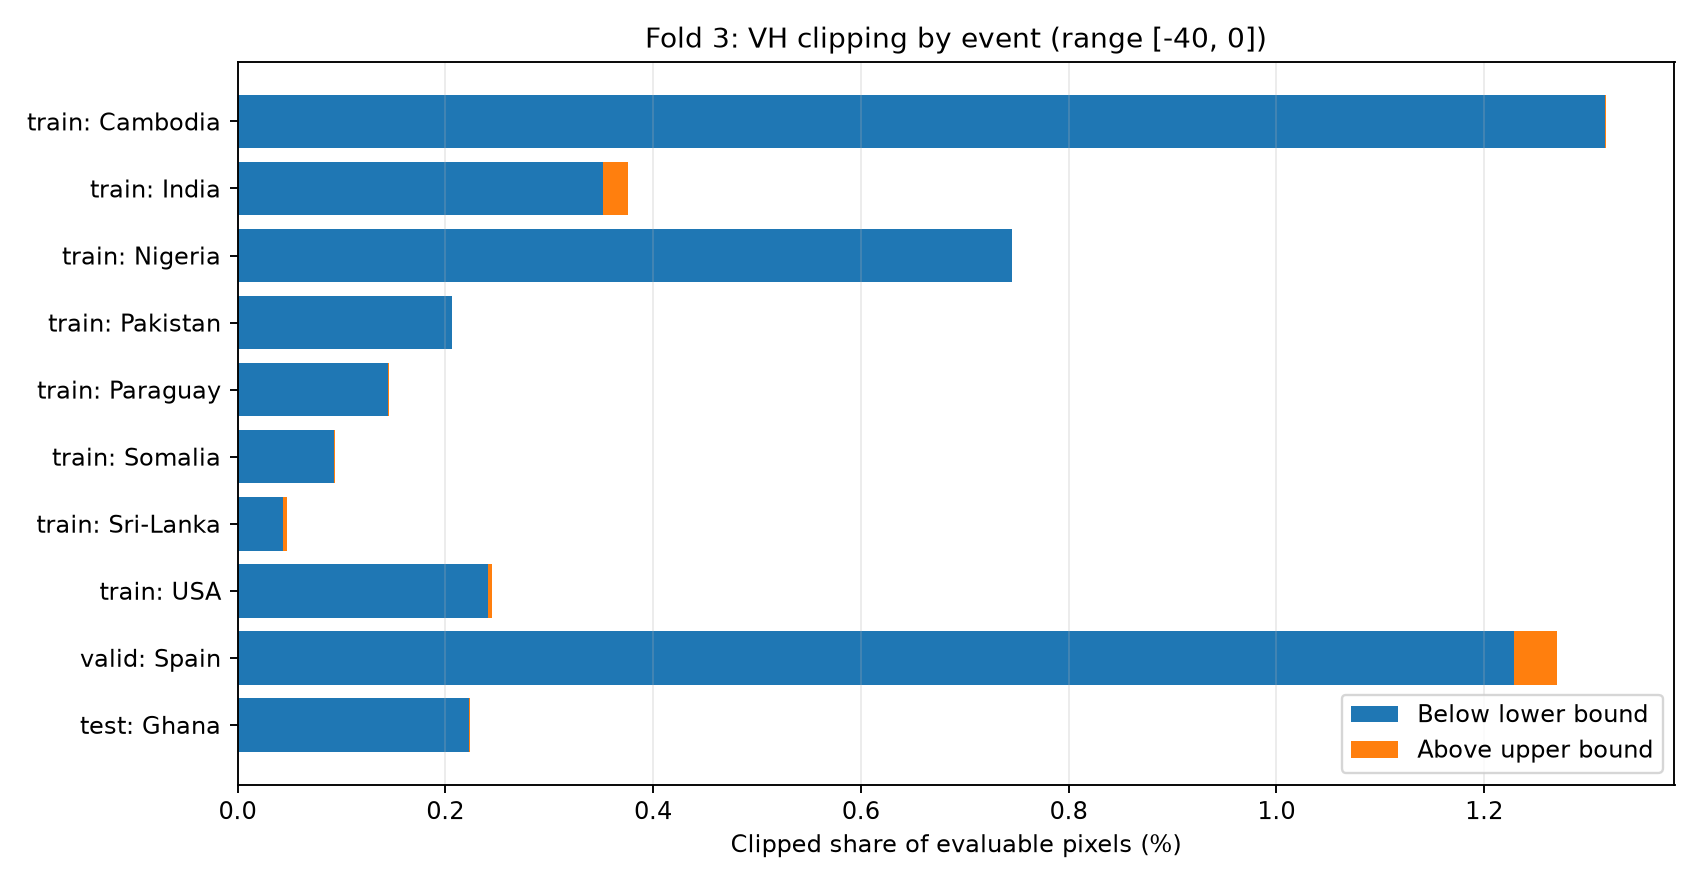 Fold 3: VH clipping by event (range [-40, 0])
train: Cambodia
train: India
train: Nigeria
train: Pakistan
train: Paraguay
train: Somalia
train: Sri-Lanka
train: USA
valid: Spain
test: Ghana
Below lower bound
Above upper bound
0.0 0.2 0.4 0.6 0.8 1.0 1.2
Clipped share of evaluable pixels (%)